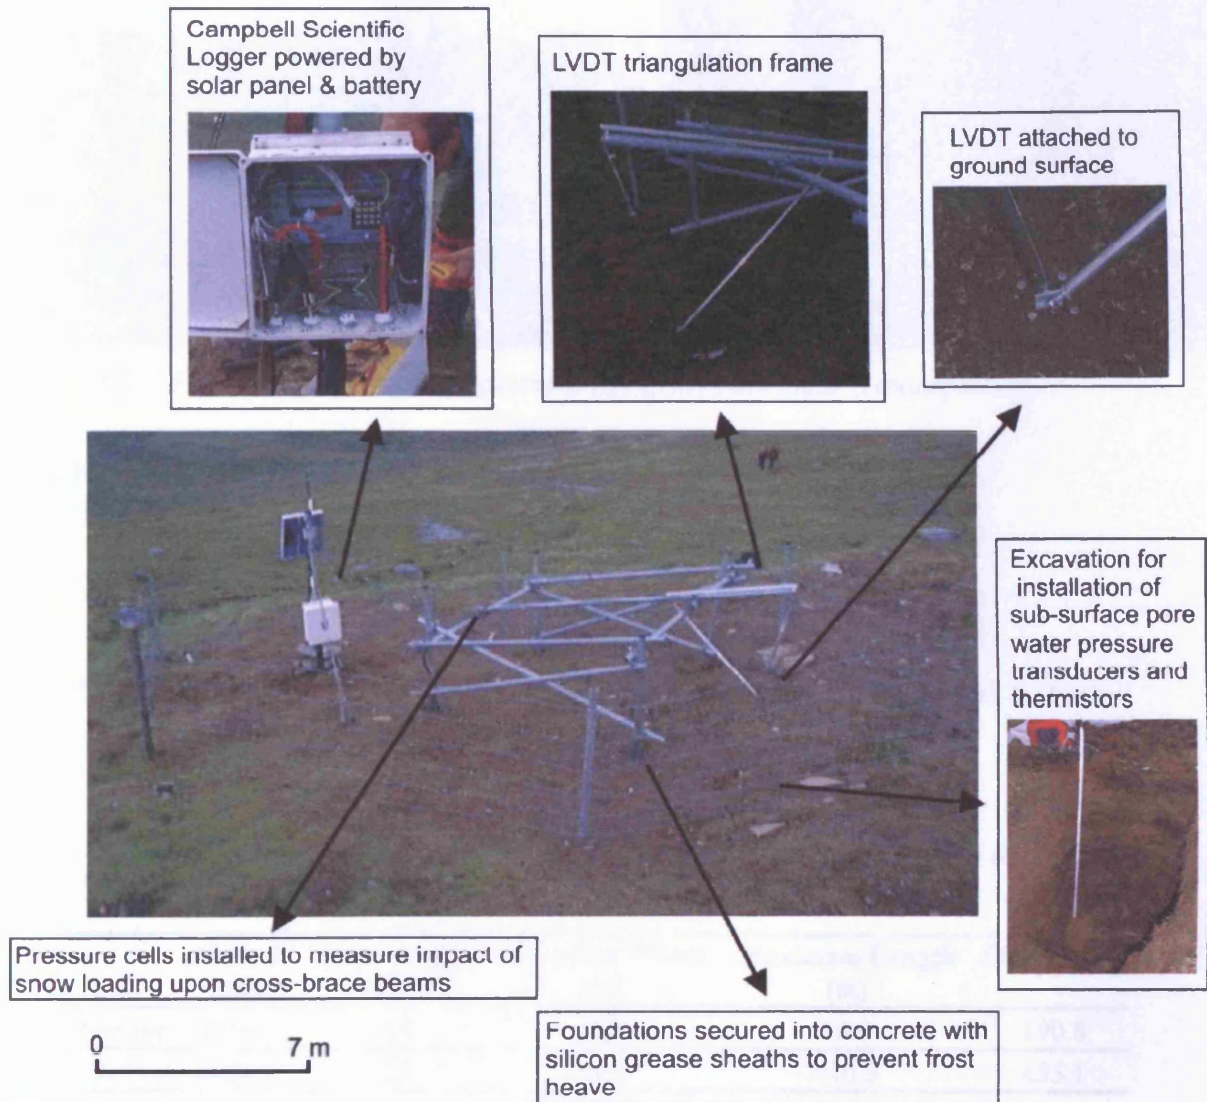 Campbell Scientific
Logger powered by
solar panel & battery
LVDT triangulation frame
LVDT attached to
ground surface
Excavation for
installation of
sub-surface pore
water pressure
transducers and
thermistors
Pressure cells installed to measure impact of
snow loading upon cross-brace beams
0 7 m
Foundations secured into concrete with
silicon grease sheaths to prevent frost
heave